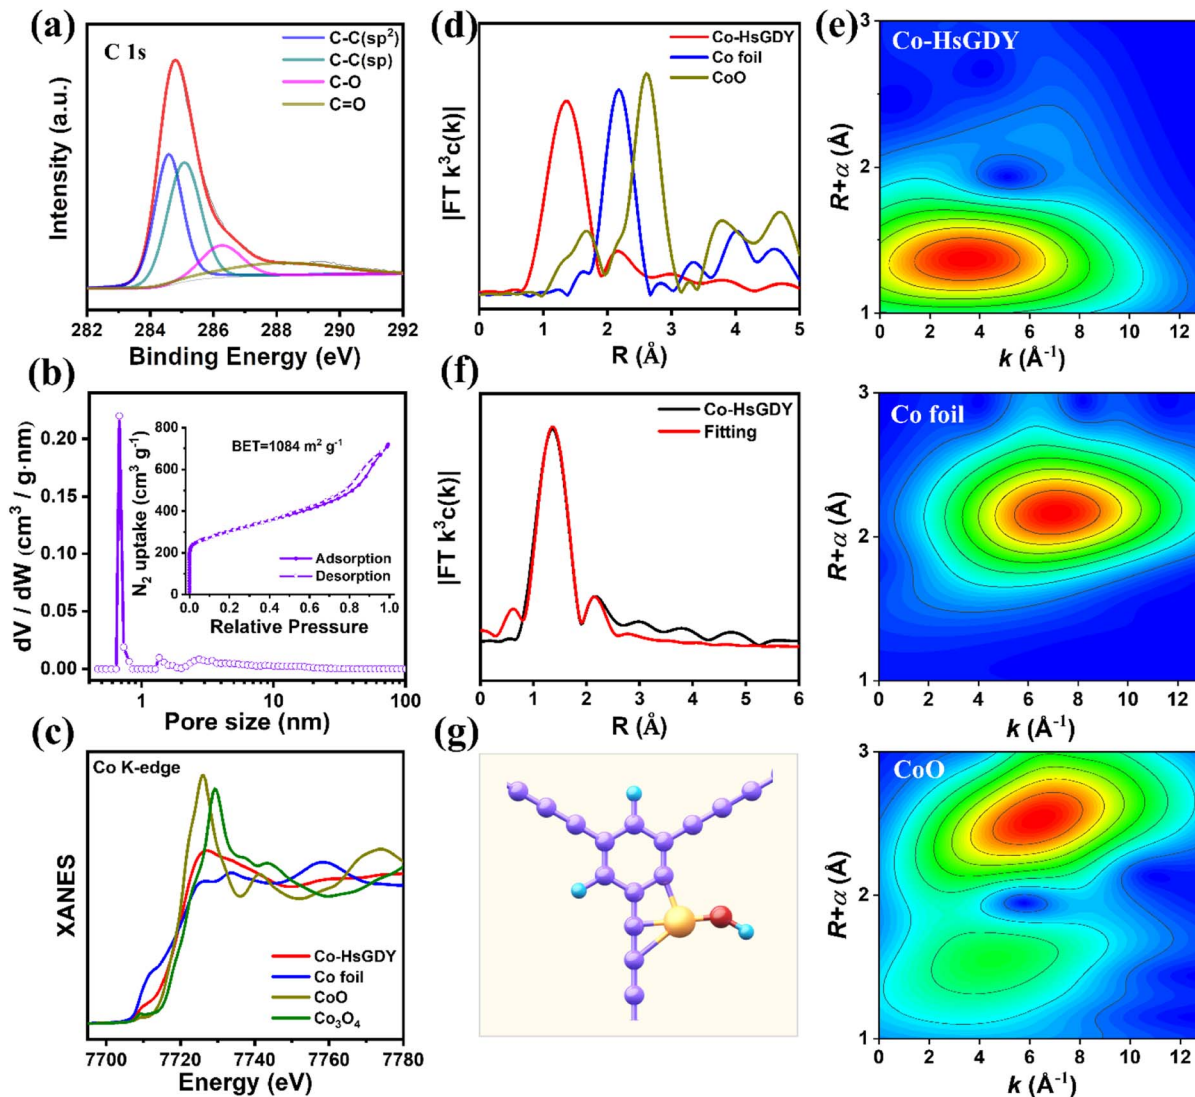 (a)
C 1s
C-C(sp²)
C-C(sp)
C-O
C=O
Intensity (a.u.)
282 284 286 288 290 292
Binding Energy (eV)
(d)
Co-HsGDY
Co foil
CoO
|FT k³c(k)|
0 1 2 3 4 5
R (Å)
(e)
Co-HsGDY
3
2
1
R+α (Å)
0 2 4 6 8 10 12
k (Å⁻¹)
(b)
0.20
0.15
0.10
0.05
0.00
dV / dW (cm³ / g·nm)
1 10 100
Pore size (nm)
800
600
400
200
0
N₂ uptake (cm³ g⁻¹)
BET=1084 m² g⁻¹
Adsorption
Desorption
0.0 0.2 0.4 0.6 0.8 1.0
Relative Pressure
(f)
Co-HsGDY
Fitting
|FT k³c(k)|
0 1 2 3 4 5 6
R (Å)
Co foil
3
2
1
R+α (Å)
0 2 4 6 8 10 12
k (Å⁻¹)
(c)
Co K-edge
XANES
Co-HsGDY
Co foil
CoO
Co₃O₄
7700 7720 7740 7760 7780
Energy (eV)
(g)
CoO
3
2
1
R+α (Å)
0 2 4 6 8 10 12
k (Å⁻¹)